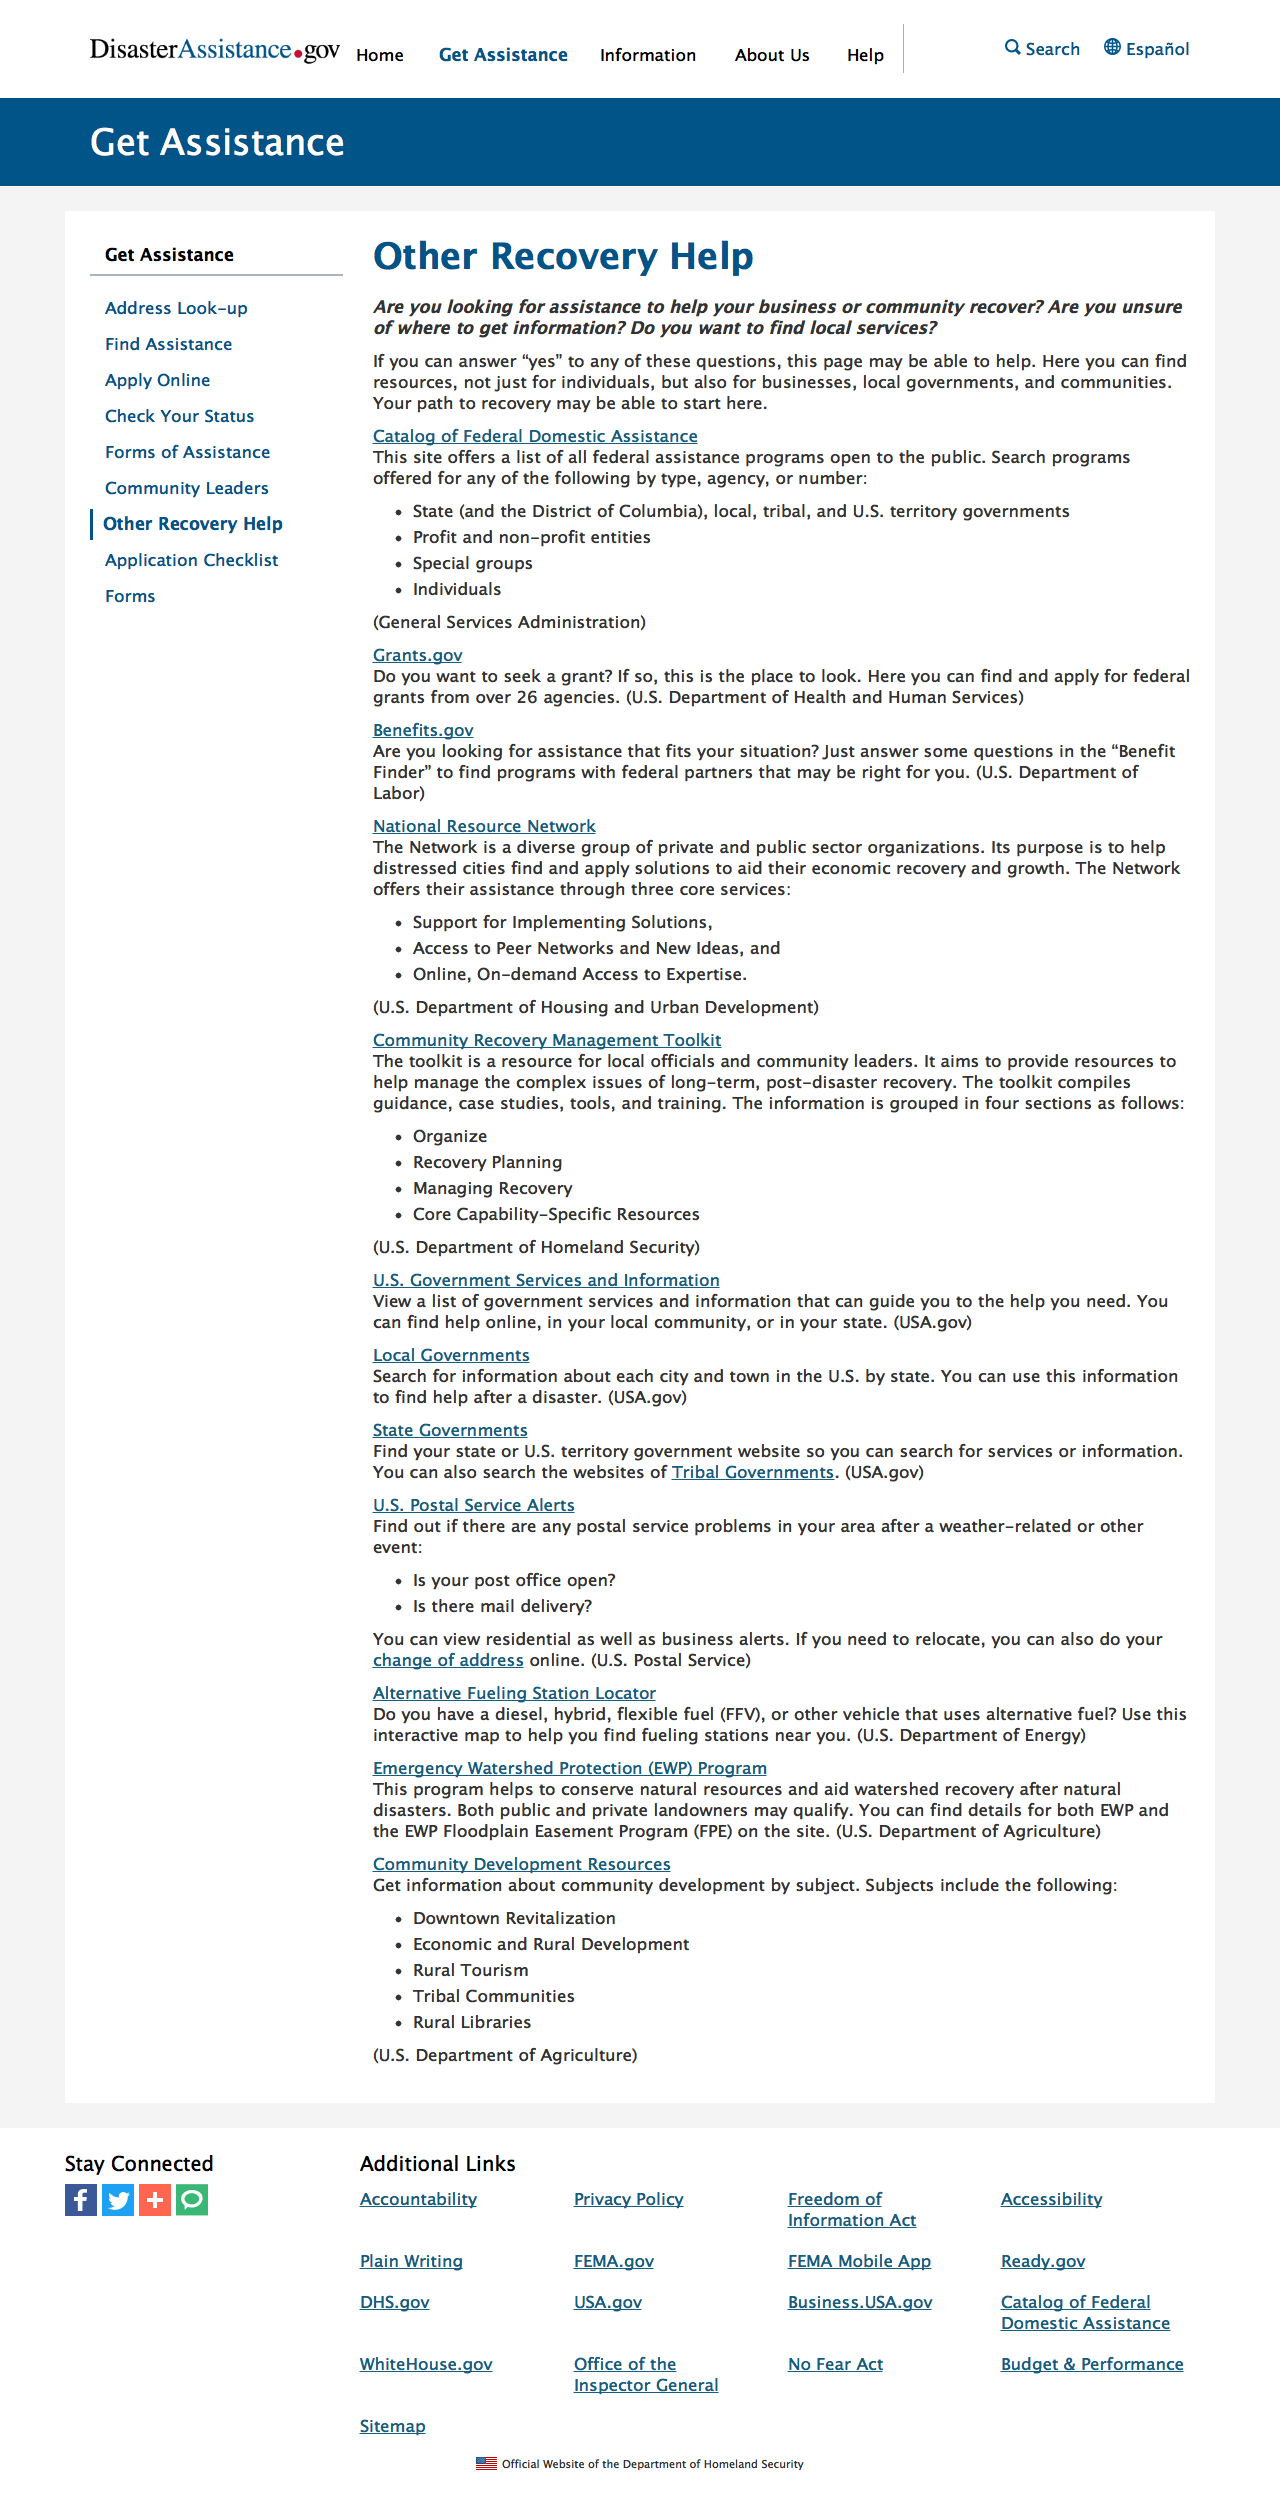 DisasterAssistance.gov
Home
Get Assistance
Information
About Us
Help
Search
Español
Get Assistance
Get Assistance
Address Look-up
Find Assistance
Apply Online
Check Your Status
Forms of Assistance
Community Leaders
Other Recovery Help
Application Checklist
Forms
Other Recovery Help
Are you looking for assistance to help your business or community recover? Are you unsure
of where to get information? Do you want to find local services?
If you can answer “yes” to any of these questions, this page may be able to help. Here you can find
resources, not just for individuals, but also for businesses, local governments, and communities.
Your path to recovery may be able to start here.
Catalog of Federal Domestic Assistance
This site offers a list of all federal assistance programs open to the public. Search programs
offered for any of the following by type, agency, or number:
• State (and the District of Columbia), local, tribal, and U.S. territory governments
• Profit and non-profit entities
• Special groups
• Individuals
(General Services Administration)
Grants.gov
Do you want to seek a grant? If so, this is the place to look. Here you can find and apply for federal
grants from over 26 agencies. (U.S. Department of Health and Human Services)
Benefits.gov
Are you looking for assistance that fits your situation? Just answer some questions in the “Benefit
Finder” to find programs with federal partners that may be right for you. (U.S. Department of
Labor)
National Resource Network
The Network is a diverse group of private and public sector organizations. Its purpose is to help
distressed cities find and apply solutions to aid their economic recovery and growth. The Network
offers their assistance through three core services:
• Support for Implementing Solutions,
• Access to Peer Networks and New Ideas, and
• Online, On-demand Access to Expertise.
(U.S. Department of Housing and Urban Development)
Community Recovery Management Toolkit
The toolkit is a resource for local officials and community leaders. It aims to provide resources to
help manage the complex issues of long-term, post-disaster recovery. The toolkit compiles
guidance, case studies, tools, and training. The information is grouped in four sections as follows:
• Organize
• Recovery Planning
• Managing Recovery
• Core Capability-Specific Resources
(U.S. Department of Homeland Security)
U.S. Government Services and Information
View a list of government services and information that can guide you to the help you need. You
can find help online, in your local community, or in your state. (USA.gov)
Local Governments
Search for information about each city and town in the U.S. by state. You can use this information
to find help after a disaster. (USA.gov)
State Governments
Find your state or U.S. territory government website so you can search for services or information.
You can also search the websites of Tribal Governments. (USA.gov)
U.S. Postal Service Alerts
Find out if there are any postal service problems in your area after a weather-related or other
event:
• Is your post office open?
• Is there mail delivery?
You can view residential as well as business alerts. If you need to relocate, you can also do your
change of address online. (U.S. Postal Service)
Alternative Fueling Station Locator
Do you have a diesel, hybrid, flexible fuel (FFV), or other vehicle that uses alternative fuel? Use this
interactive map to help you find fueling stations near you. (U.S. Department of Energy)
Emergency Watershed Protection (EWP) Program
This program helps to conserve natural resources and aid watershed recovery after natural
disasters. Both public and private landowners may qualify. You can find details for both EWP and
the EWP Floodplain Easement Program (FPE) on the site. (U.S. Department of Agriculture)
Community Development Resources
Get information about community development by subject. Subjects include the following:
• Downtown Revitalization
• Economic and Rural Development
• Rural Tourism
• Tribal Communities
• Rural Libraries
(U.S. Department of Agriculture)
Stay Connected
Additional Links
Accountability
Privacy Policy
Freedom of
Information Act
Accessibility
Plain Writing
FEMA.gov
FEMA Mobile App
Ready.gov
DHS.gov
USA.gov
Business.USA.gov
Catalog of Federal
Domestic Assistance
WhiteHouse.gov
Office of the
Inspector General
No Fear Act
Budget & Performance
Sitemap
Official Website of the Department of Homeland Security